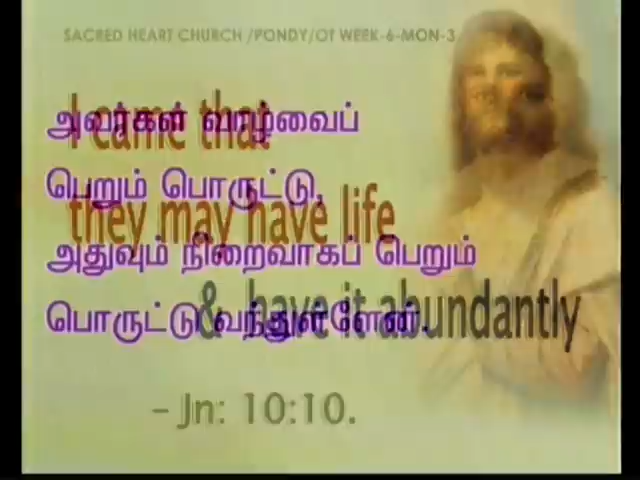 SACRED HEART CHURCH /PONDY/OT WEEK-6-MON-3
I came that
அவர்கள் வாழ்வைப்
பெறும் பொருட்டு,
they may have life
அதுவும் நிறைவாகப் பெறும்
& have it abundantly
பொருட்டு வந்துள்ளேன்.
– Jn: 10:10.